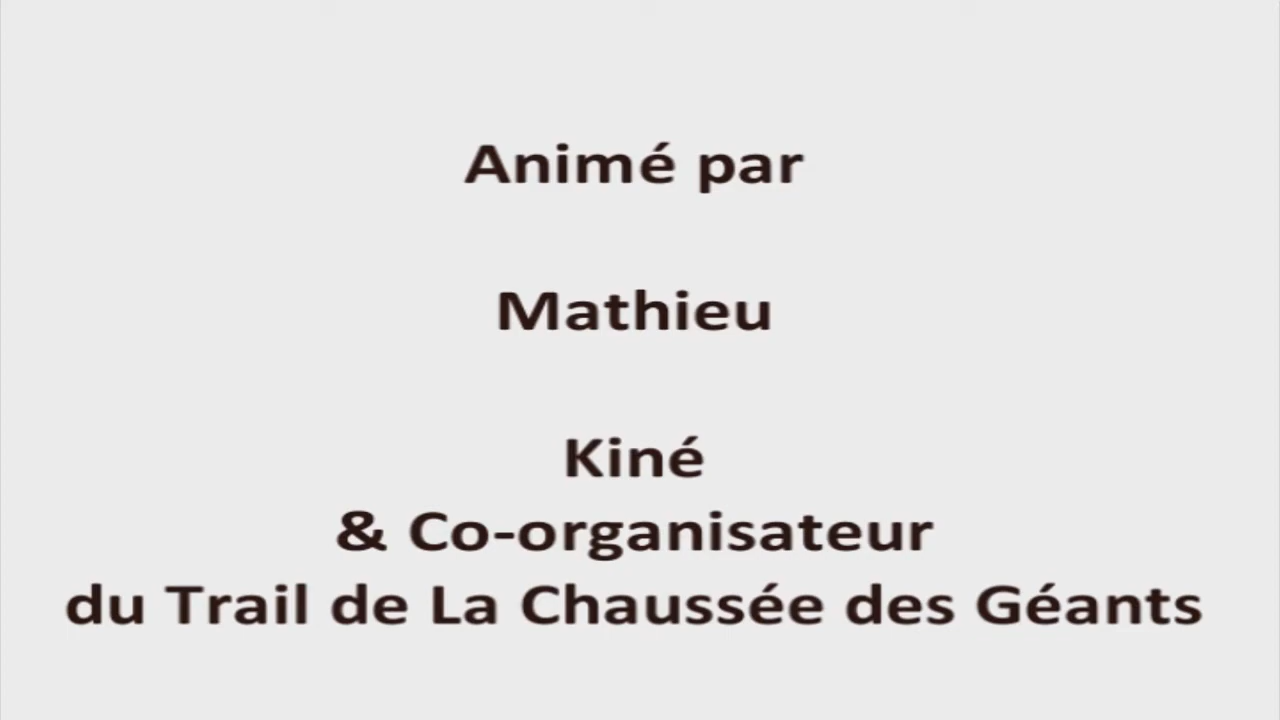 Animé par
Mathieu
Kiné
& Co-organisateur
du Trail de La Chaussée des Géants